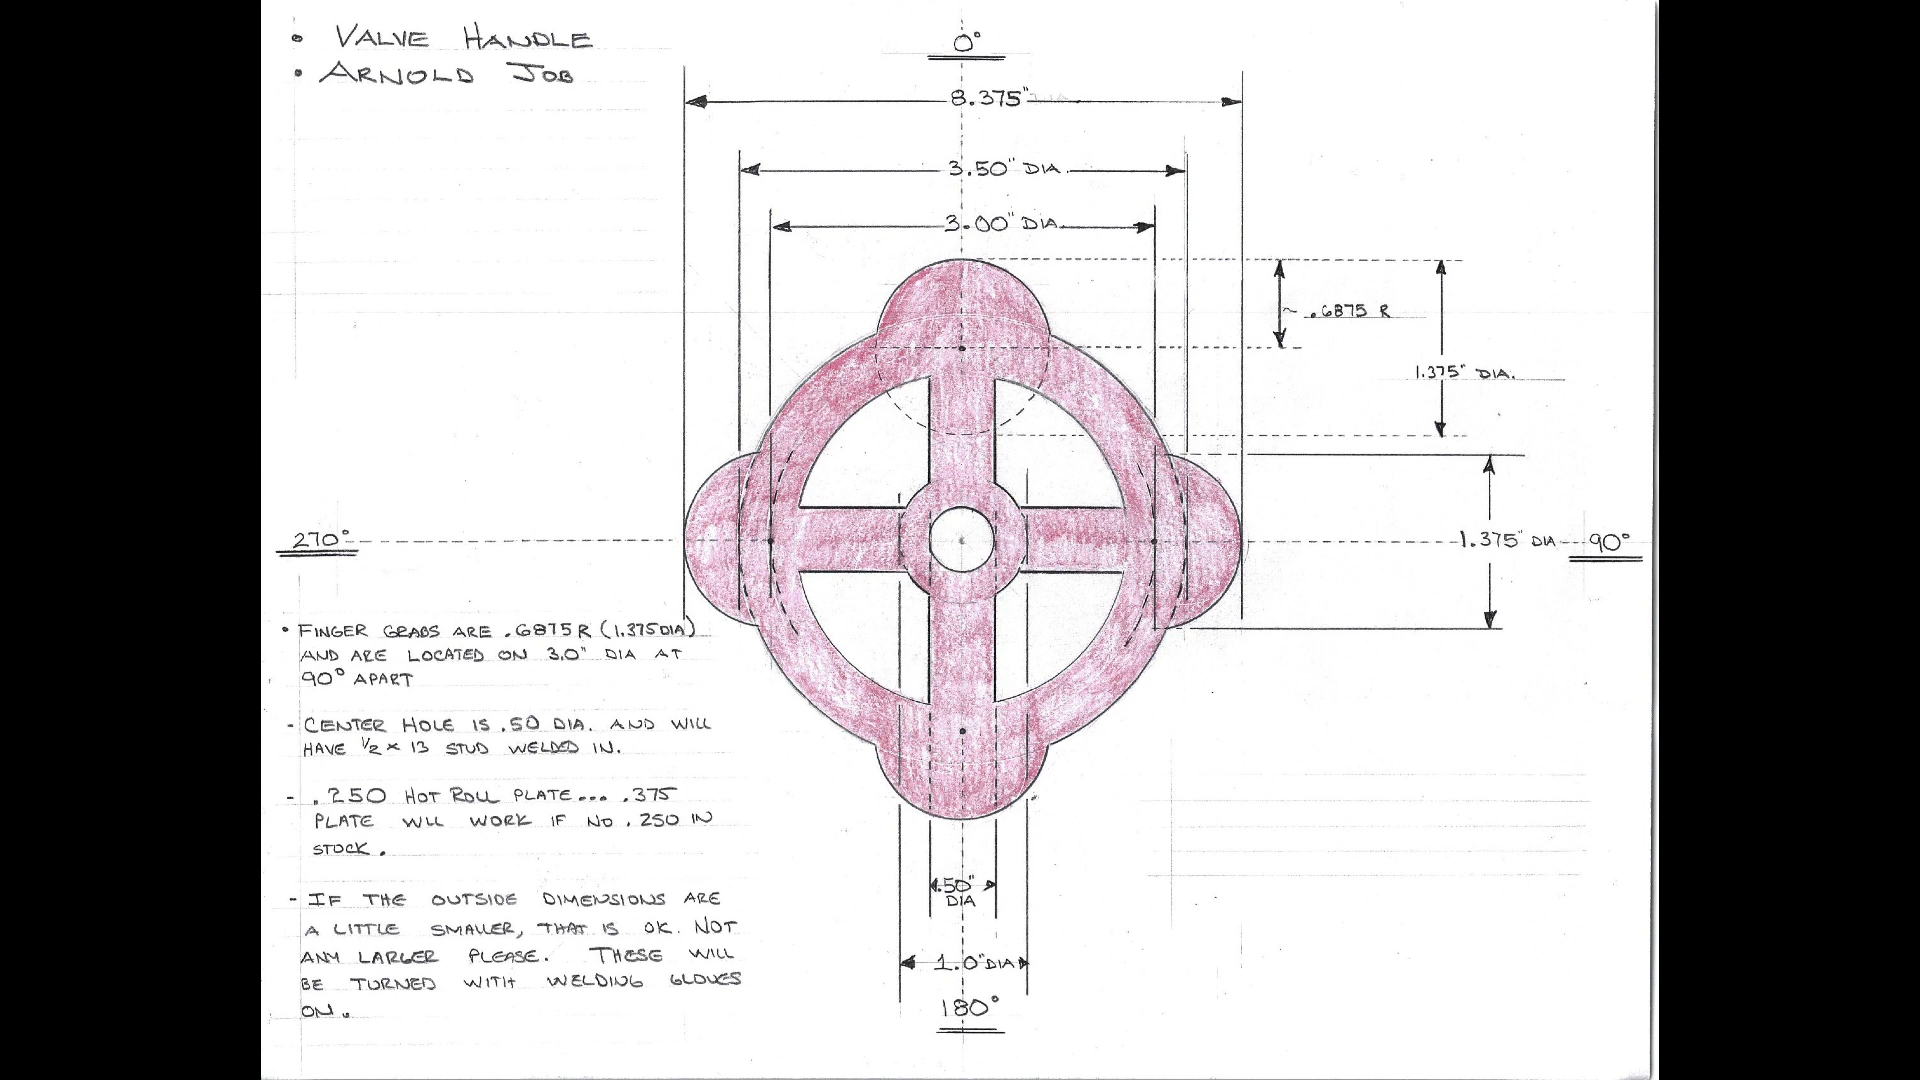 • VALVE HANDLE
• ARNOLD JOB
0°
8.375"
3.50" DIA.
3.00" DIA.
~ .6875 R
1.375" DIA.
270°
1.375" DIA
90°
• FINGER GRABS ARE .6875 R (1.375 DIA)
AND ARE LOCATED ON 3.0" DIA AT
90° APART
- CENTER HOLE IS .50 DIA. AND WILL
HAVE 1/2 x 13 STUD WELDED IN.
- .250 HOT ROLL PLATE... .375
PLATE WILL WORK IF NO .250 IN
STOCK.
- IF THE OUTSIDE DIMENSIONS ARE
A LITTLE SMALLER, THAT IS OK. NOT
ANY LARGER PLEASE. THESE WILL
BE TURNED WITH WELDING GLOVES
ON.
.50"
DIA
1.0" DIA
180°